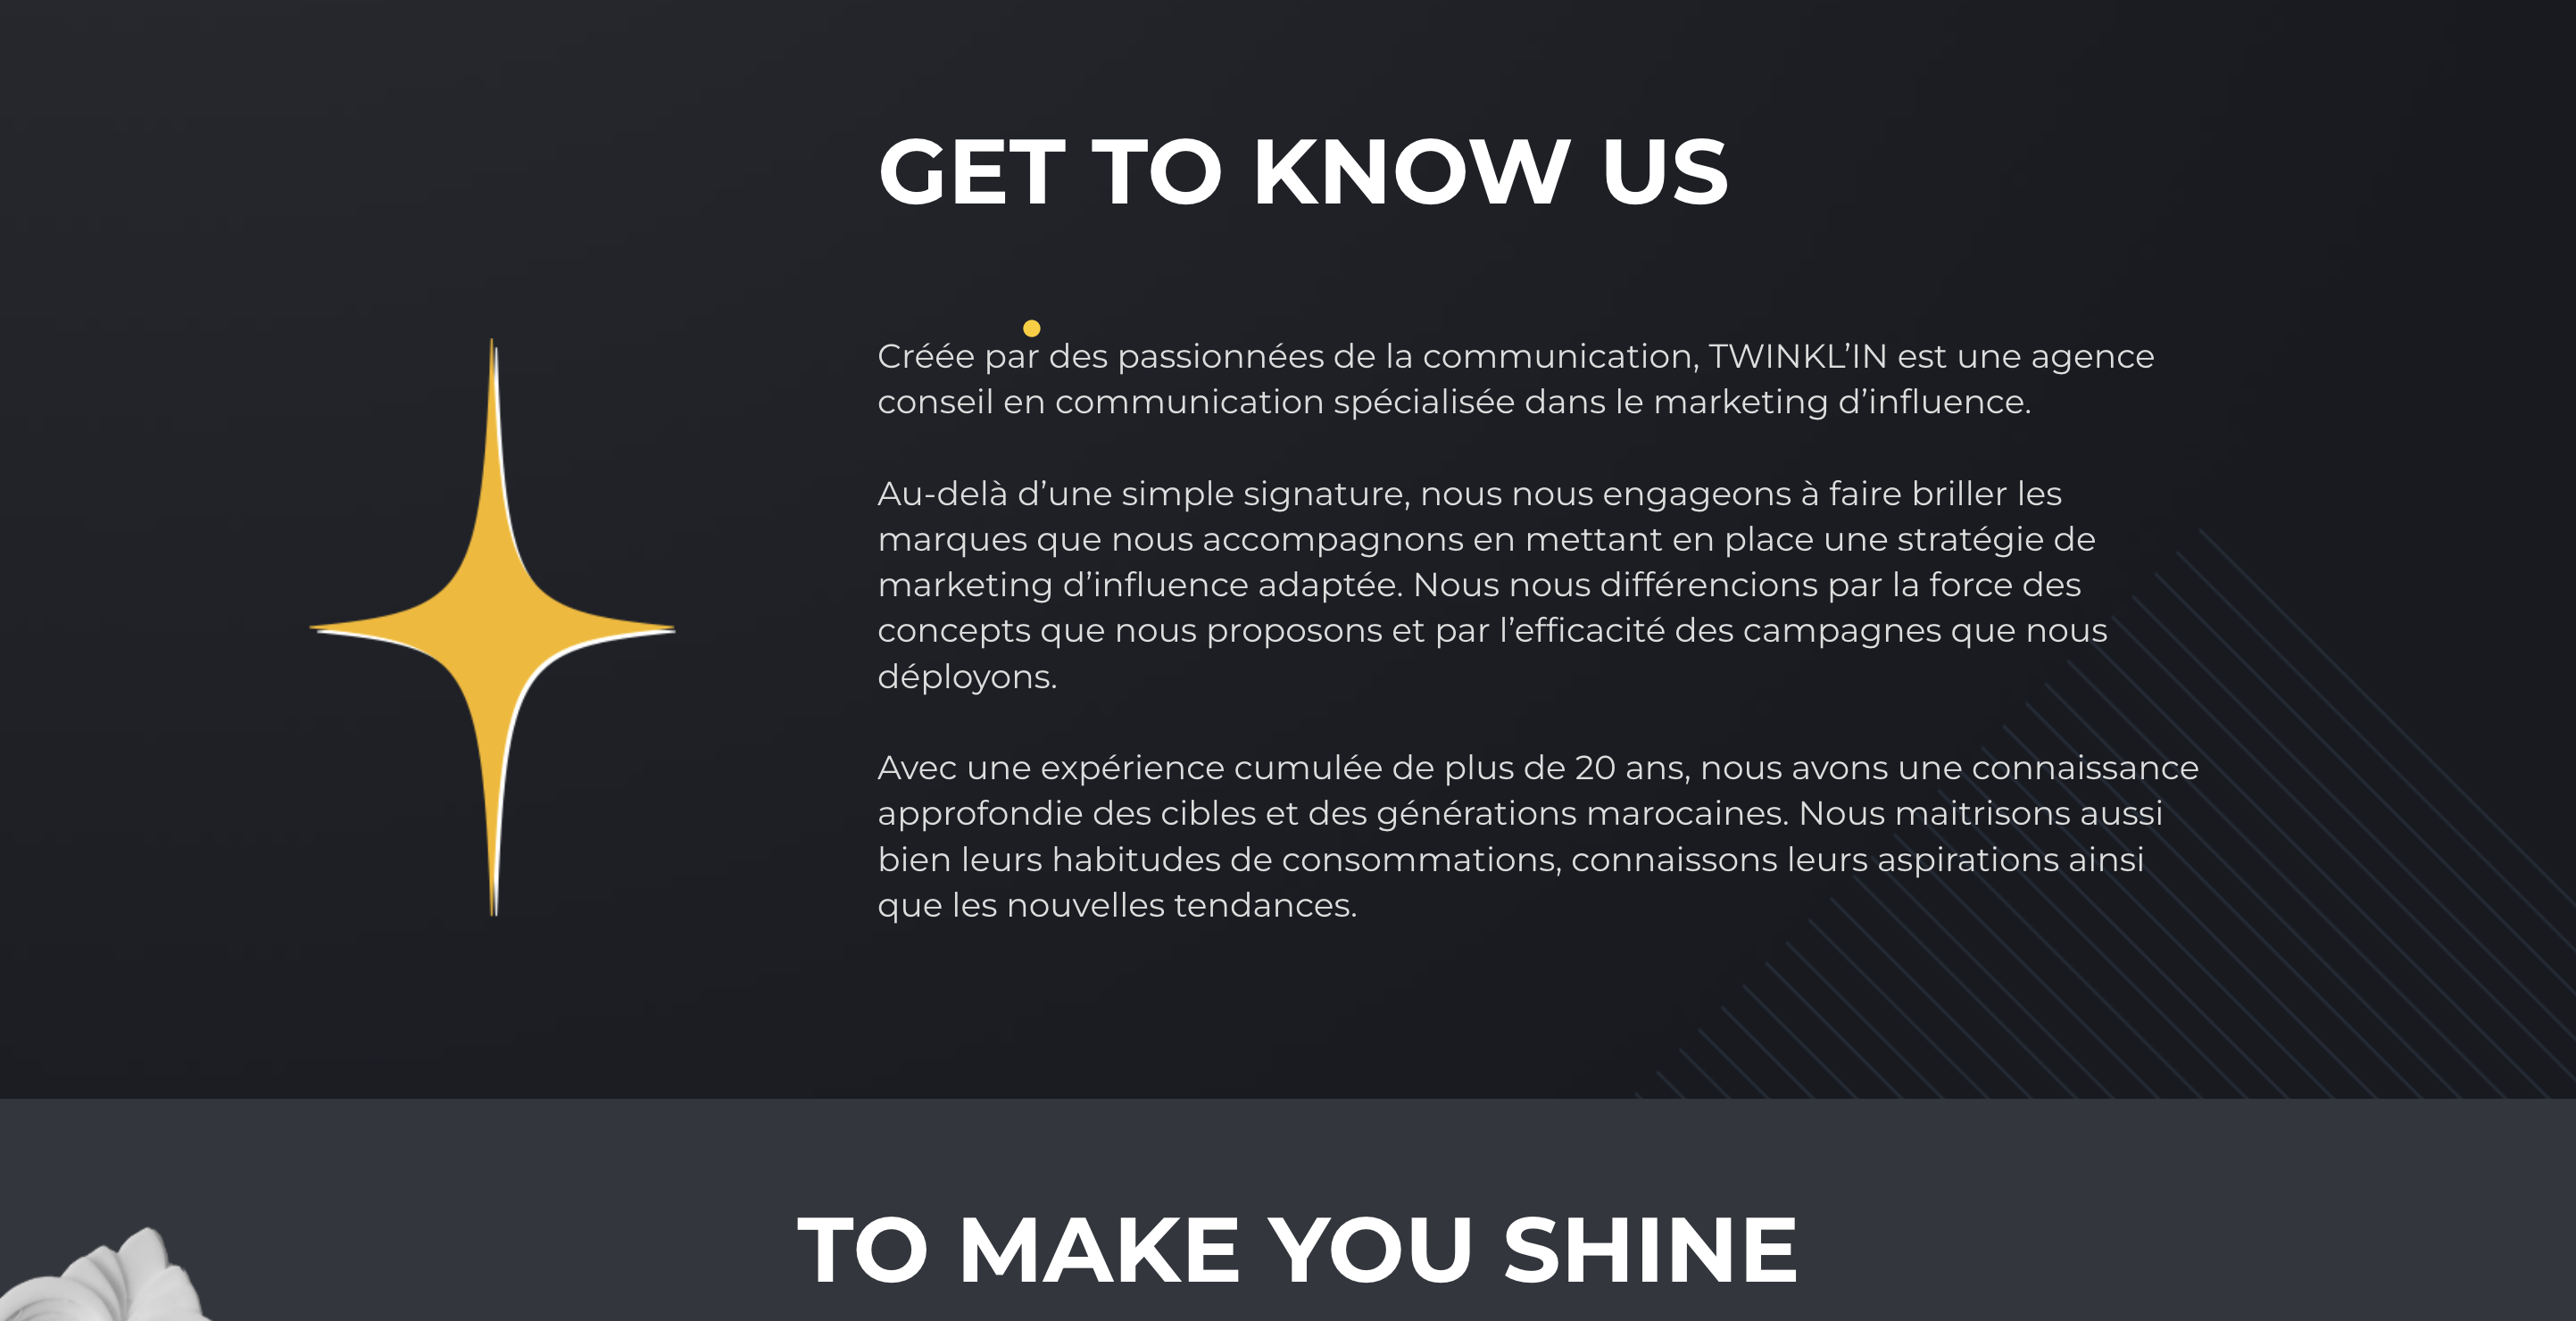 GET TO KNOW US
Créée par des passionnées de la communication, TWINKL’IN est une agence
conseil en communication spécialisée dans le marketing d’influence.
Au-delà d’une simple signature, nous nous engageons à faire briller les
marques que nous accompagnons en mettant en place une stratégie de
marketing d’influence adaptée. Nous nous différencions par la force des
concepts que nous proposons et par l’efficacité des campagnes que nous
déployons.
Avec une expérience cumulée de plus de 20 ans, nous avons une connaissance
approfondie des cibles et des générations marocaines. Nous maitrisons aussi
bien leurs habitudes de consommations, connaissons leurs aspirations ainsi
que les nouvelles tendances.
TO MAKE YOU SHINE